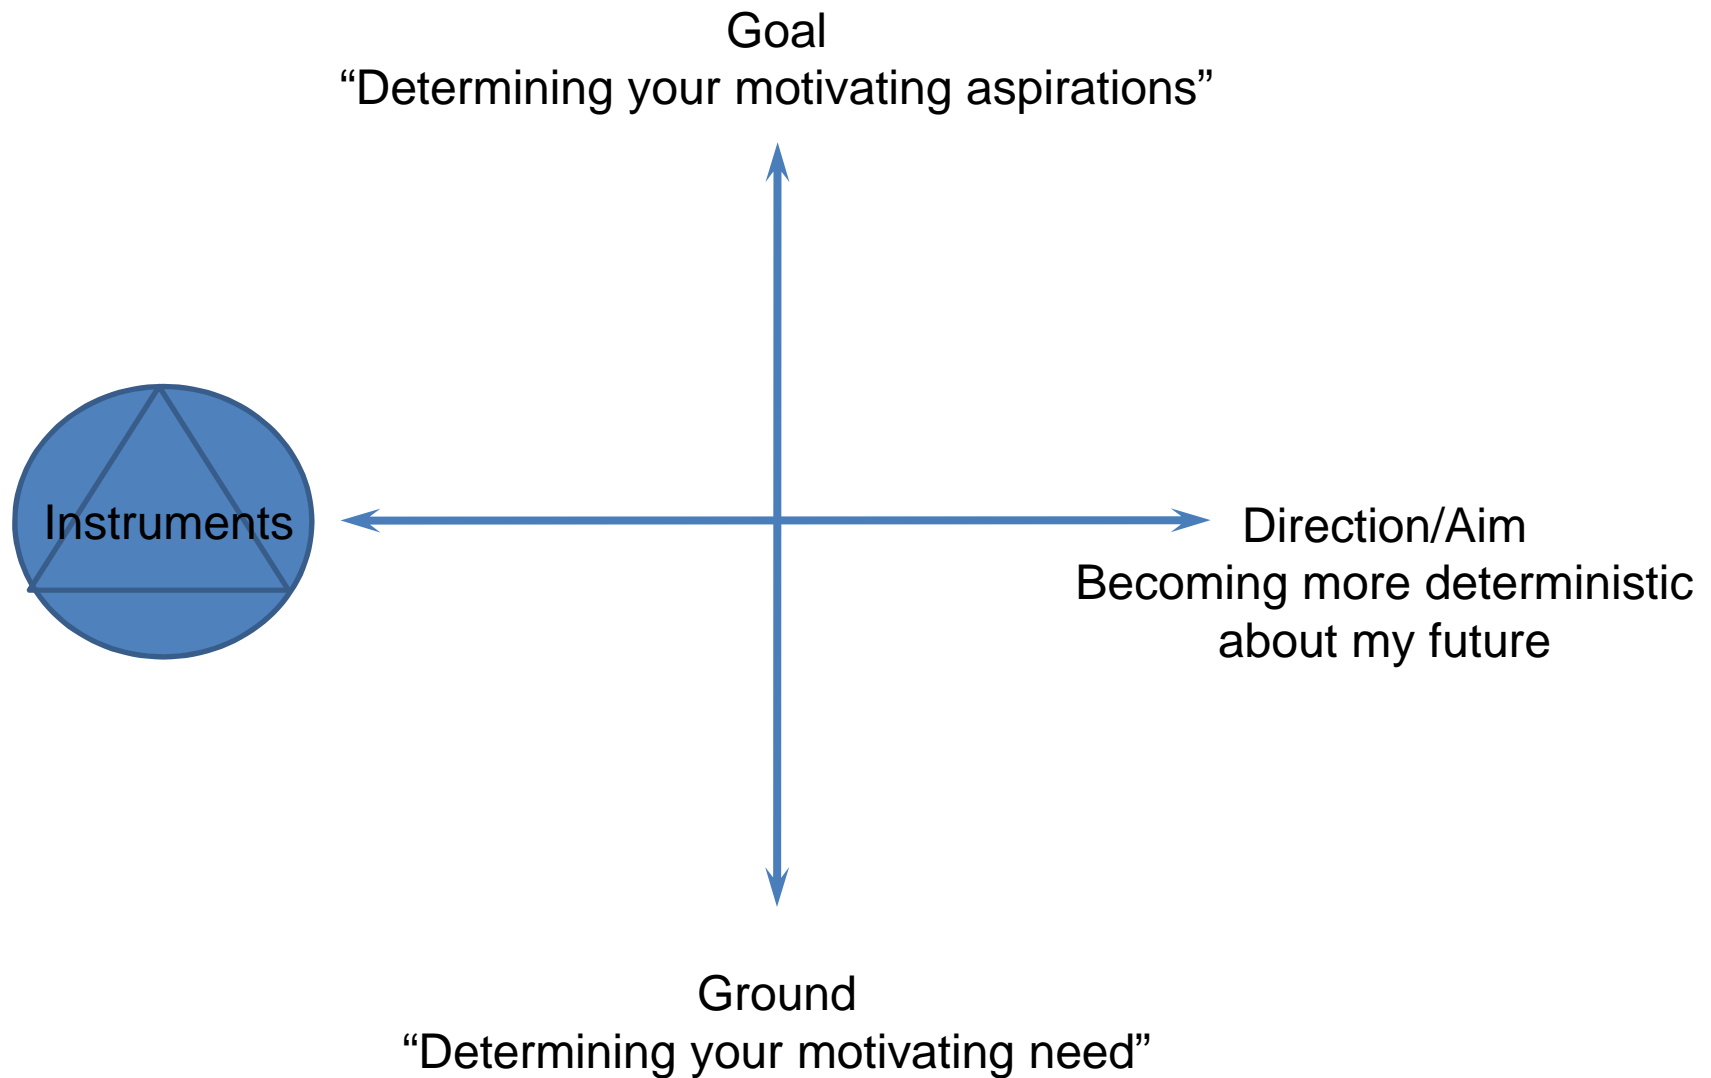 Goal
“Determining your motivating aspirations”
Instruments
Direction/Aim
Becoming more deterministic
about my future
Ground
“Determining your motivating need”